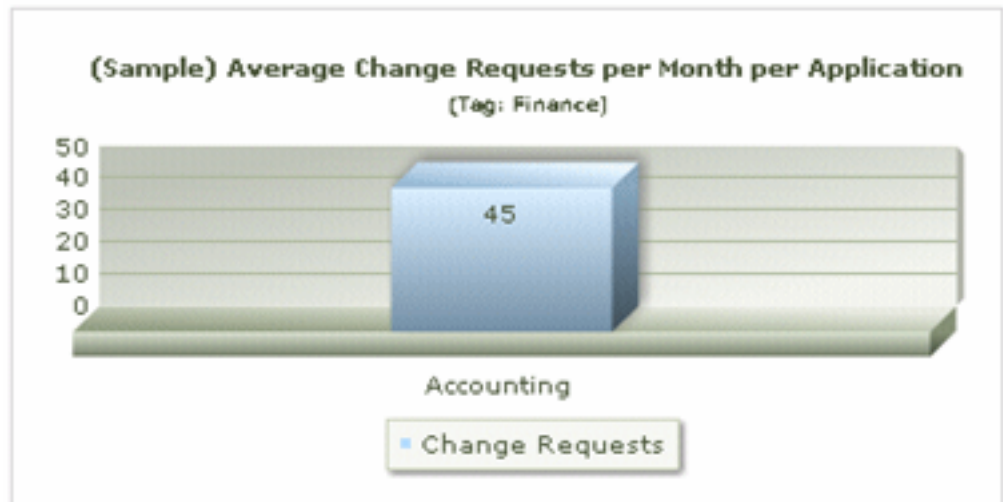 (Sample) Average Change Requests per Month per Application
[Tag: Finance]
50
40
30
20
10
0
45
Accounting
Change Requests